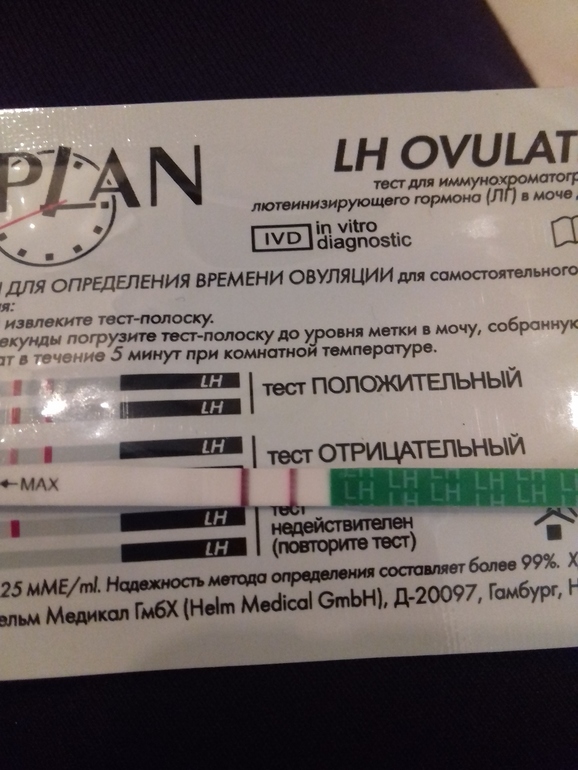 PLAN
LH OVULAT
тест для иммунохроматогр
лютеинизирующего гормона (ЛГ) в моче
IVD in vitro diagnostic
ДЛЯ ОПРЕДЕЛЕНИЯ ВРЕМЕНИ ОВУЛЯЦИИ для самостоятельного
ия:
извлеките тест-полоску.
екунды погрузите тест-полоску до уровня метки в мочу, собранную
ат в течение 5 минут при комнатной температуре.
LH
LH
тест ПОЛОЖИТЕЛЬНЫЙ
LH
тест ОТРИЦАТЕЛЬНЫЙ
←MAX
LH LH LH LH LH
LH LH LH LH LH
тест
недействителен
(повторите тест)
LH
LH
25 мМЕ/ml. Надежность метода определения составляет более 99%. Х
ельм Медикал ГмбХ (Helm Medical GmbH), Д-20097, Гамбург,